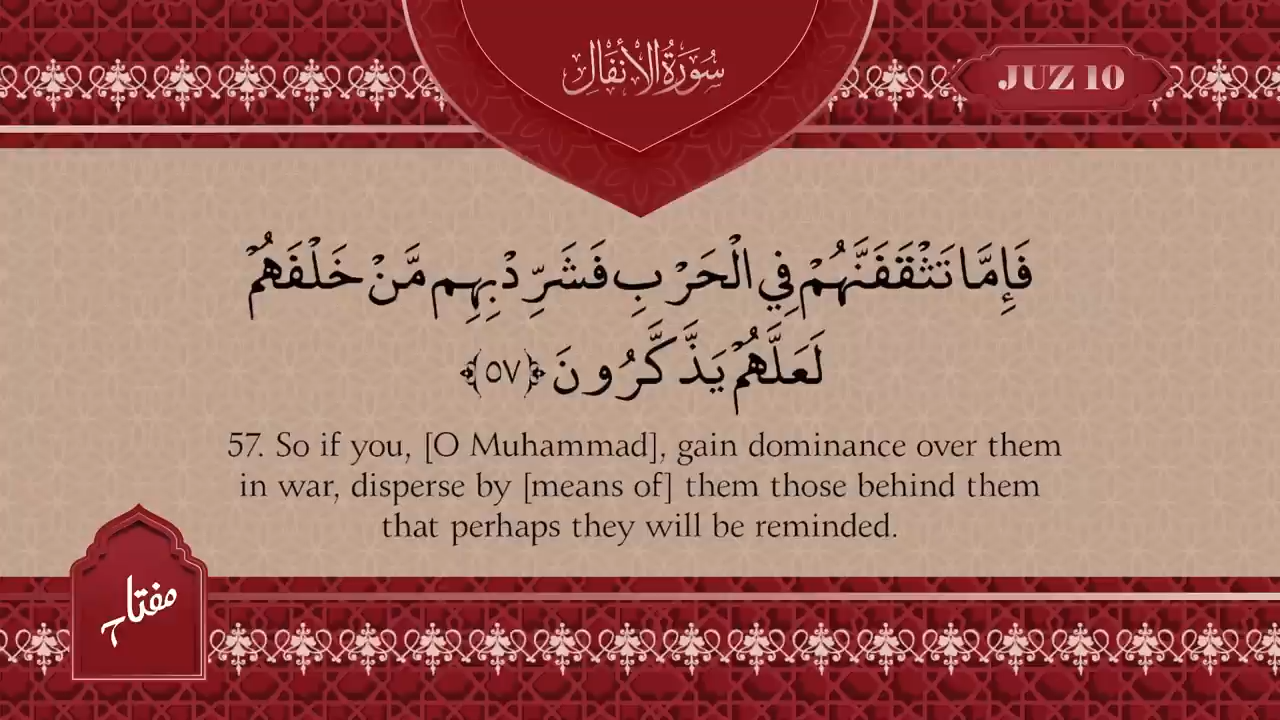 سُورَةُ الأَنفَال
JUZ 10
فَإِمَّا تَثْقَفَنَّهُمْ فِي الْحَرْبِ فَشَرِّدْ بِهِم مَّنْ خَلْفَهُمْ
لَعَلَّهُمْ يَذَّكَّرُونَ ﴿٥٧﴾
57. So if you, [O Muhammad], gain dominance over them
in war, disperse by [means of] them those behind them
that perhaps they will be reminded.
مفتاح